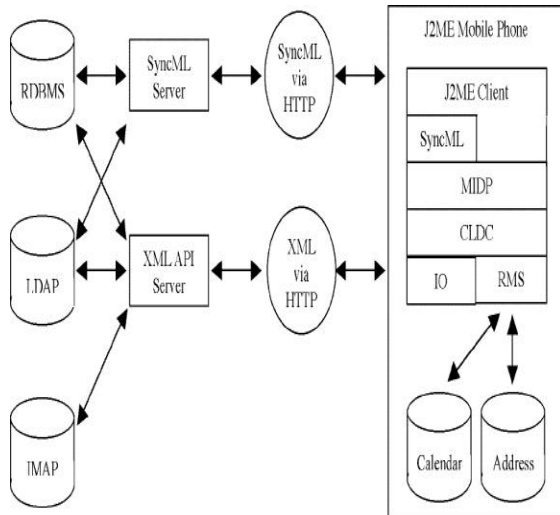 J2ME Mobile Phone
RDBMS
SyncML
Server
SyncML
via
HTTP
J2ME Client
SyncML
MIDP
CLDC
IO
RMS
LDAP
XML API
Server
XML
via
HTTP
IMAP
Calendar
Address